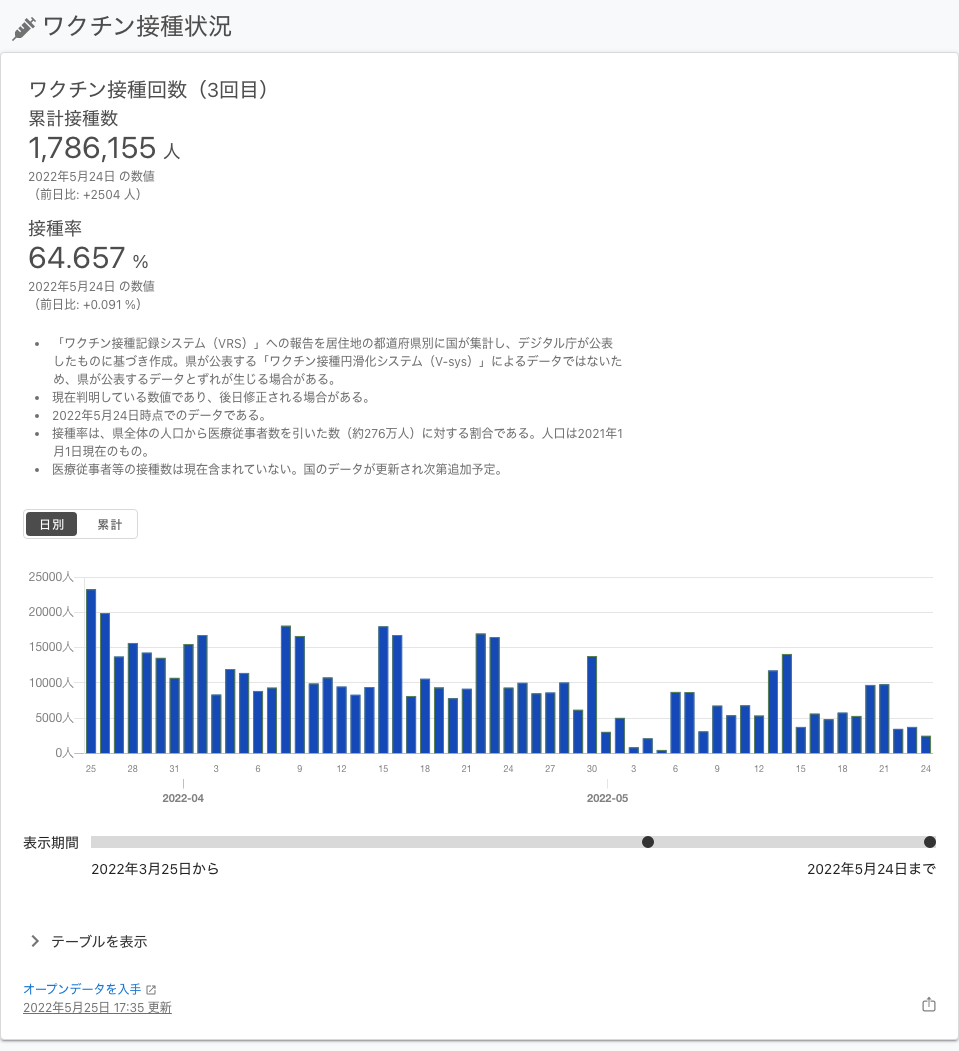 ワクチン接種状況
ワクチン接種回数（3回目）
累計接種数
1,786,155 人
2022年5月24日 の数値
（前日比: +2504 人）
接種率
64.657 %
2022年5月24日 の数値
（前日比: +0.091 %）
• 「ワクチン接種記録システム（VRS）」への報告を居住地の都道府県別に国が集計し、デジタル庁が公表
したものに基づき作成。県が公表する「ワクチン接種円滑化システム（V-sys）」によるデータではないた
め、県が公表するデータとずれが生じる場合がある。
• 現在判明している数値であり、後日修正される場合がある。
• 2022年5月24日時点でのデータである。
• 接種率は、県全体の人口から医療従事者数を引いた数（約276万人）に対する割合である。人口は2021年1
月1日現在のもの。
• 医療従事者等の接種数は現在含まれていない。国のデータが更新され次第追加予定。
日別 累計
25000人
20000人
15000人
10000人
5000人
0人
25 28 31 3 6 9 12 15 18 21 24 27 30 3 6 9 12 15 18 21 24
2022-04 2022-05
表示期間
2022年3月25日から 2022年5月24日まで
テーブルを表示
オープンデータを入手
2022年5月25日 17:35 更新